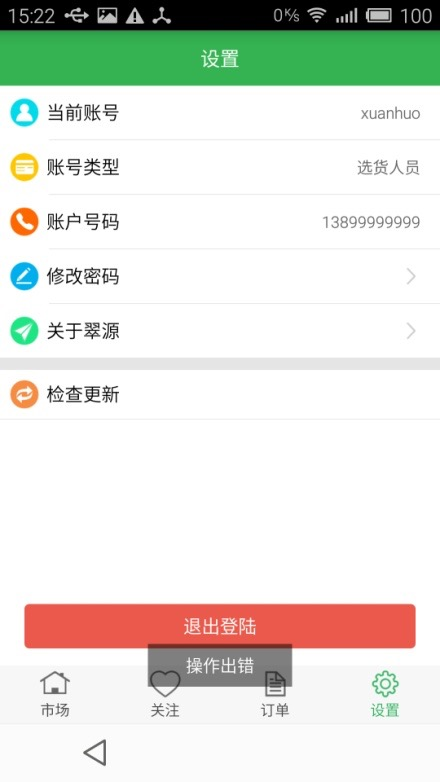 15:22 0K/s 100
设置
当前账号 xuanhuo
账号类型 选货人员
账户号码 13899999999
修改密码
关于翠源
检查更新
退出登陆
操作出错
市场 关注 订单 设置